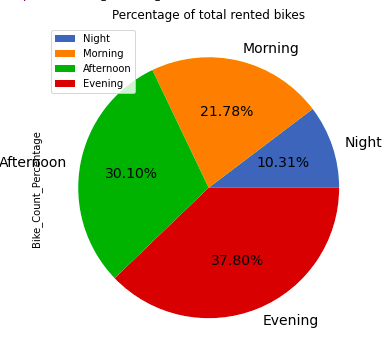 Percentage of total rented bikes
Night
Morning
Afternoon
Evening
Morning
21.78%
Night
10.31%
Afternoon
30.10%
Bike_Count_Percentage
37.80%
Evening